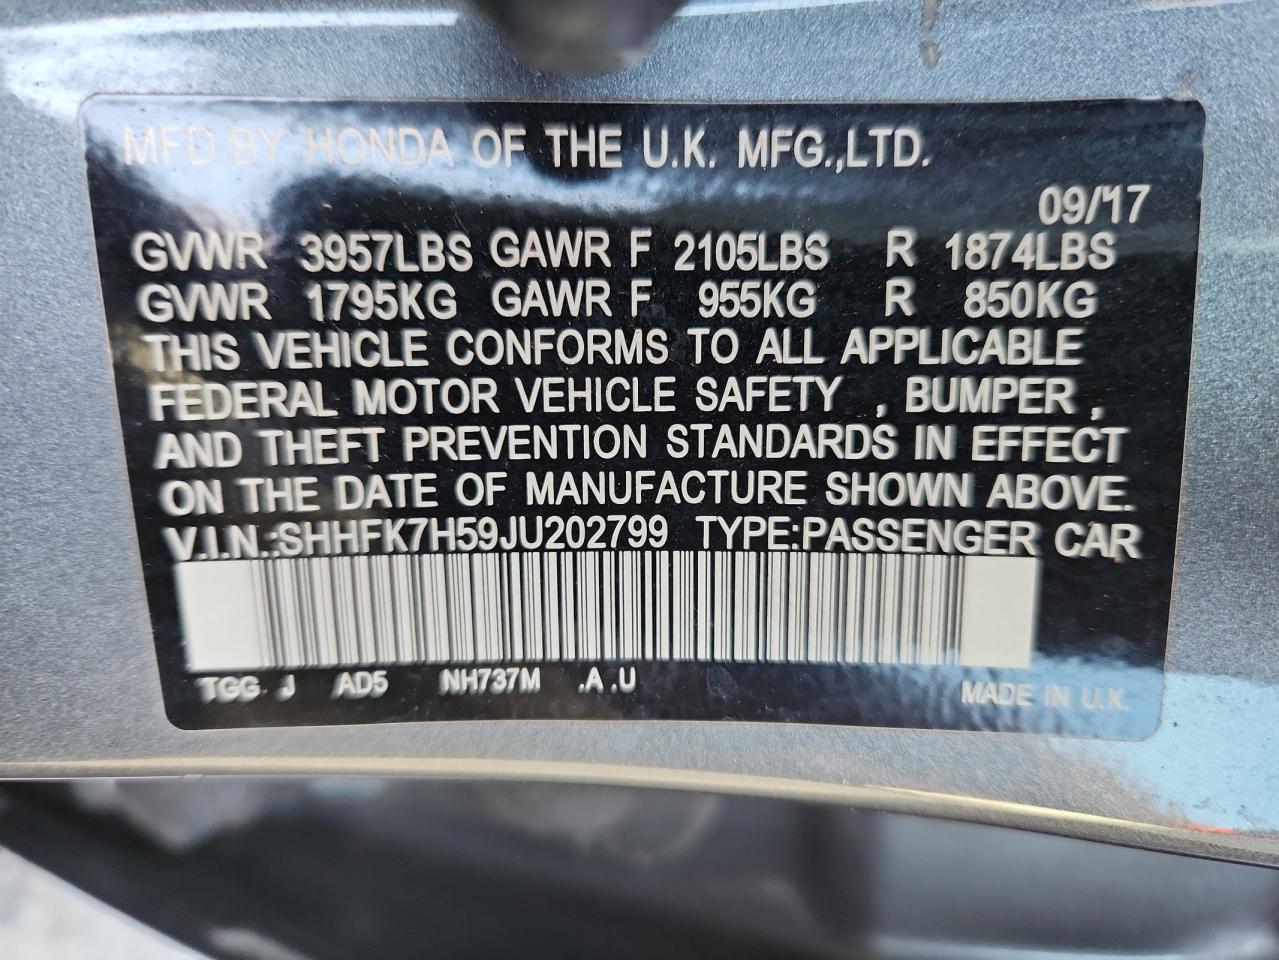 MFD BY HONDA OF THE U.K. MFG.,LTD.
09/17
GVWR 3957LBS GAWR F 2105LBS R 1874LBS
GVWR 1795KG GAWR F 955KG R 850KG
THIS VEHICLE CONFORMS TO ALL APPLICABLE
FEDERAL MOTOR VEHICLE SAFETY , BUMPER ,
AND THEFT PREVENTION STANDARDS IN EFFECT
ON THE DATE OF MANUFACTURE SHOWN ABOVE.
V.I.N.:SHHFK7H59JU202799 TYPE:PASSENGER CAR
TGG J AD5 NH737M .A .U MADE IN U.K.